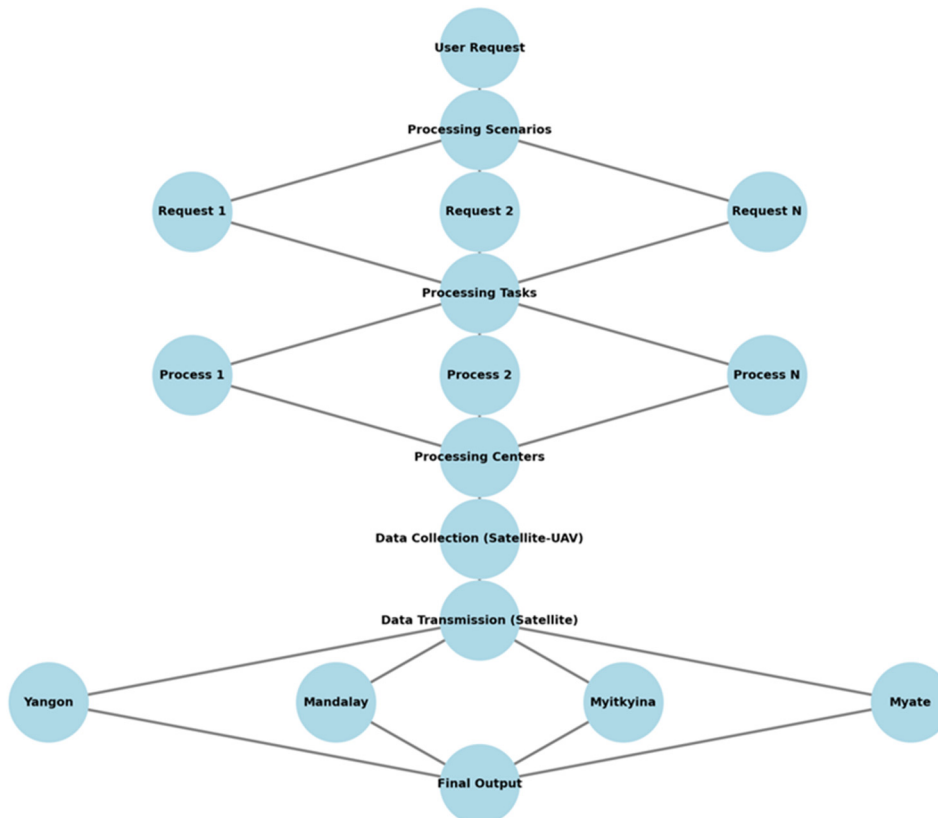 User Request
Processing Scenarios
Request 1
Request 2
Request N
Processing Tasks
Process 1
Process 2
Process N
Processing Centers
Data Collection (Satellite-UAV)
Data Transmission (Satellite)
Yangon
Mandalay
Myitkyina
Myate
Final Output